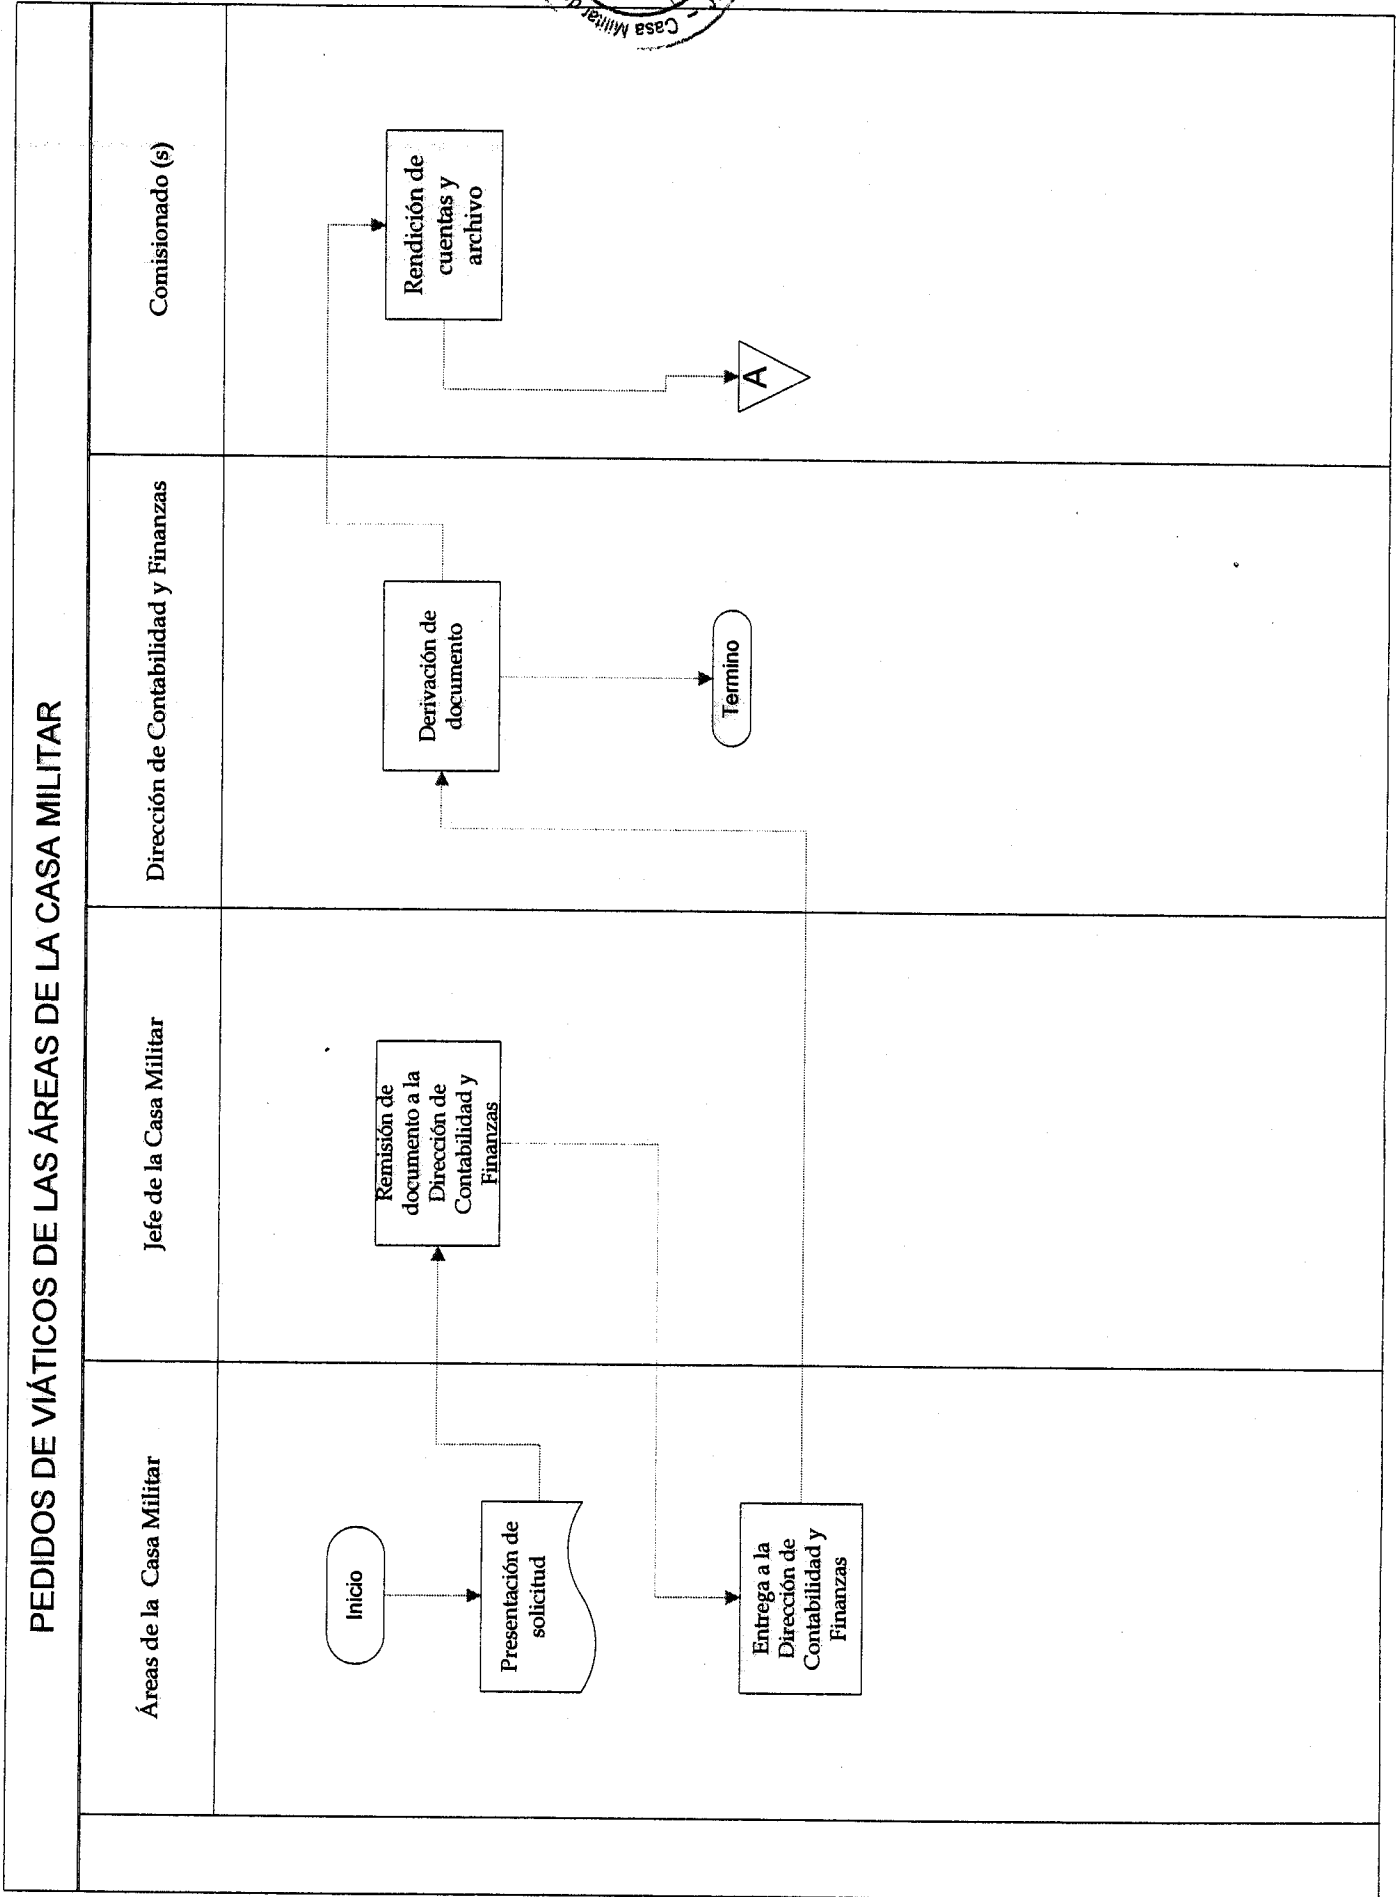 PEDIDOS DE VIÁTICOS DE LAS ÁREAS DE LA CASA MILITAR
Áreas de la Casa Militar
Jefe de la Casa Militar
Dirección de Contabilidad y Finanzas
Comisionado (s)
Inicio
Presentación de
solicitud
Remisión de
documento a la
Dirección de
Contabilidad y
Finanzas
Entrega a la
Dirección de
Contabilidad y
Finanzas
Derivación de
documento
Termino
Rendición de
cuentas y
archivo
A
Casa Militar